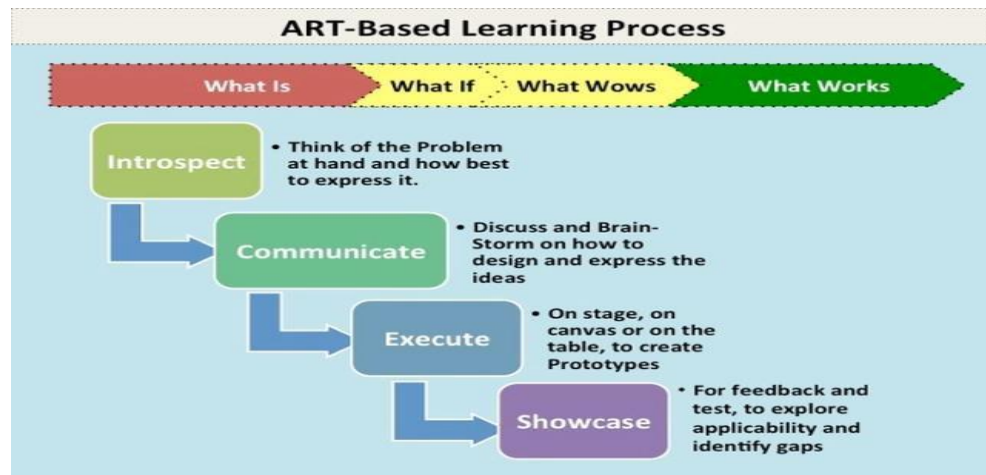 ART-Based Learning Process
What Is
What If
What Wows
What Works
Introspect
• Think of the Problem
at hand and how best
to express it.
Communicate
• Discuss and Brain-
Storm on how to
design and express the
ideas
Execute
• On stage, on
canvas or on the
table, to create
Prototypes
Showcase
• For feedback and
test, to explore
applicability and
identify gaps